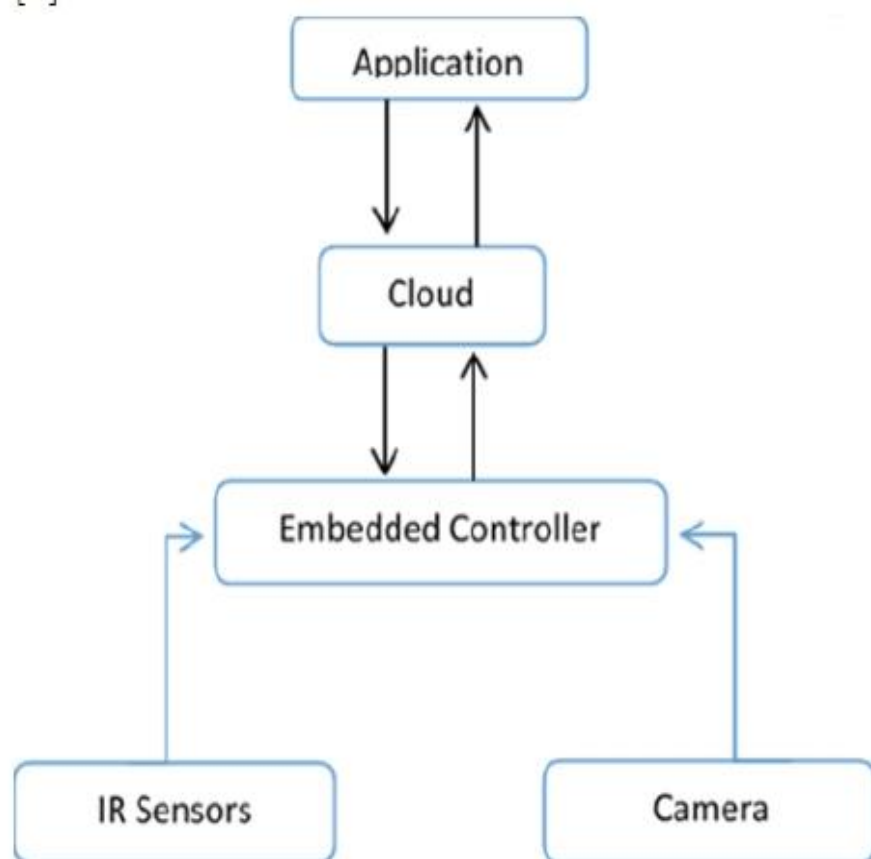 Application
Cloud
Embedded Controller
IR Sensors
Camera